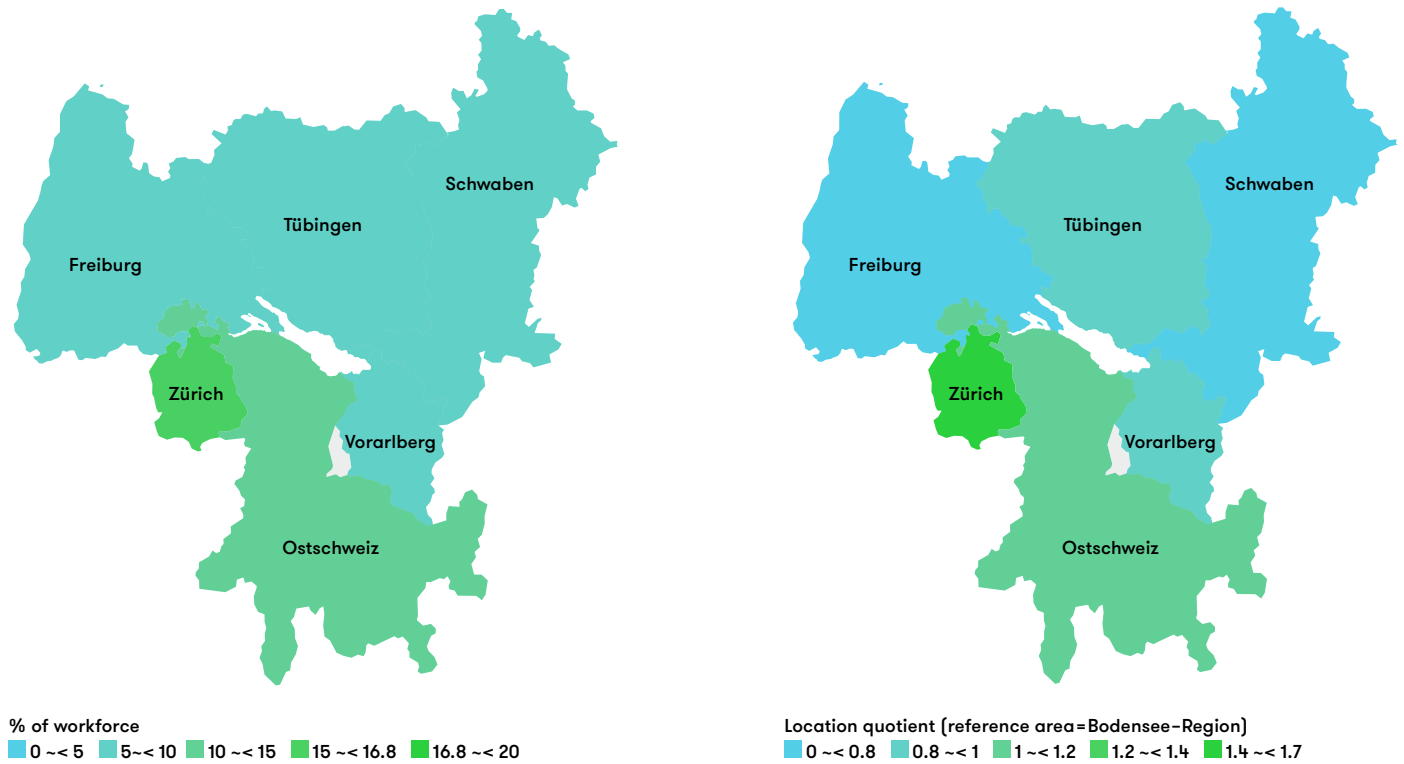 Schwaben
Tübingen
Freiburg
Zürich
Vorarlberg
Ostschweiz
% of workforce
0 ~< 5 5~< 10 10 ~< 15 15 ~< 16.8 16.8 ~< 20
Schwaben
Tübingen
Freiburg
Zürich
Vorarlberg
Ostschweiz
Location quotient (reference area=Bodensee-Region)
0 ~< 0.8 0.8 ~< 1 1 ~< 1.2 1.2 ~< 1.4 1.4 ~< 1.7